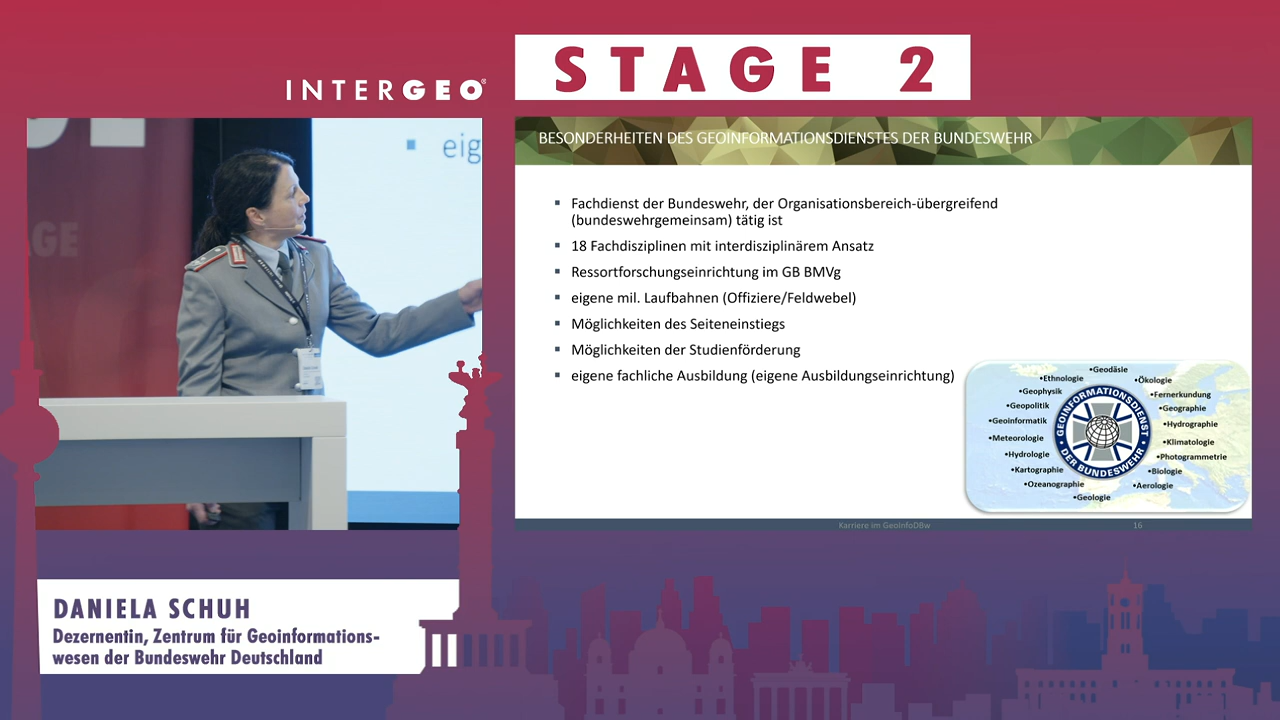 STAGE 2
INTERGEO®
BESONDERHEITEN DES GEOINFORMATIONSDIENSTES DER BUNDESWEHR
▪ eig
GE
▪ Fachdienst der Bundeswehr, der Organisationsbereich-übergreifend
(bundeswehrgemeinsam) tätig ist
▪ 18 Fachdisziplinen mit interdisziplinärem Ansatz
▪ Ressortforschungseinrichtung im GB BMVg
▪ eigene mil. Laufbahnen (Offiziere/Feldwebel)
▪ Möglichkeiten des Seiteneinstiegs
▪ Möglichkeiten der Studienförderung
▪ eigene fachliche Ausbildung (eigene Ausbildungseinrichtung)
•Geodäsie
•Ethnologie
•Ökologie
•Geophysik
•Fernerkundung
•Geopolitik
•Geographie
•Geoinformatik
•Hydrographie
•Meteorologie
•Klimatologie
•Hydrologie
•Photogrammetrie
•Kartographie
•Biologie
•Ozeanographie
•Aerologie
•Geologie
GEOINFORMATIONSDIENST
• DER BUNDESWEHR •
Karriere im GeoInfoDBw
16
DANIELA SCHUH
Dezernentin, Zentrum für Geoinformations-
wesen der Bundeswehr Deutschland